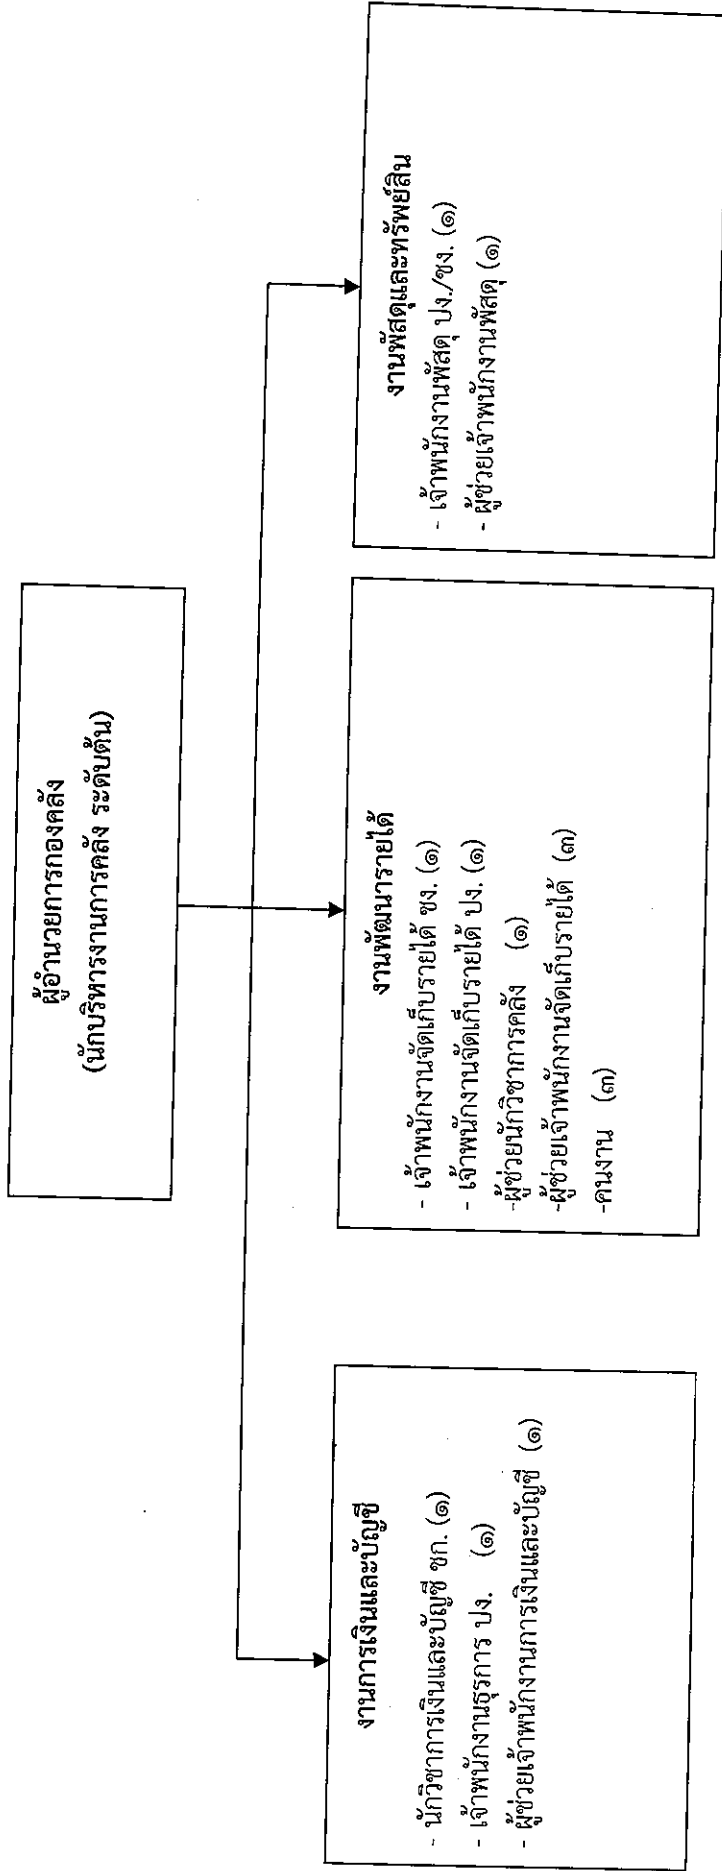 ผู้อำนวยการกองคลัง
(นักบริหารงานการคลัง ระดับต้น)
งานการเงินและบัญชี
- นักวิชาการเงินและบัญชี ชก. (๑)
- เจ้าพนักงานธุรการ ปง. (๑)
- ผู้ช่วยเจ้าพนักงานการเงินและบัญชี (๑)
งานพัฒนารายได้
- เจ้าพนักงานจัดเก็บรายได้ ชง. (๑)
- เจ้าพนักงานจัดเก็บรายได้ ปง. (๑)
-ผู้ช่วยนักวิชาการคลัง (๑)
-ผู้ช่วยเจ้าพนักงานจัดเก็บรายได้ (๓)
-คนงาน (๓)
งานพัสดุและทรัพย์สิน
- เจ้าพนักงานพัสดุ ปง./ชง. (๑)
- ผู้ช่วยเจ้าพนักงานพัสดุ (๑)